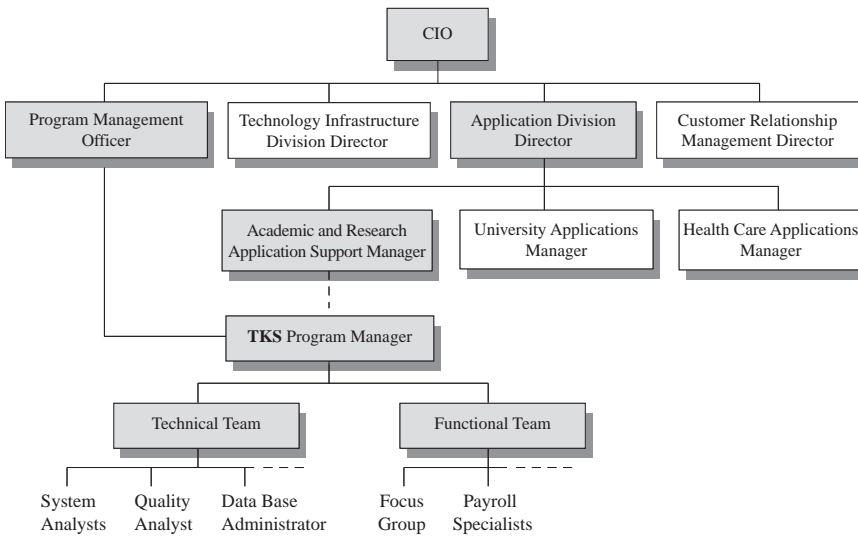 CIO
Program Management
Officer
Technology Infrastructure
Division Director
Application Division
Director
Customer Relationship
Management Director
Academic and Research
Application Support Manager
University Applications
Manager
Health Care Applications
Manager
TKS Program Manager
Technical Team
Functional Team
System
Analysts
Quality
Analyst
Data Base
Administrator
Focus
Group
Payroll
Specialists